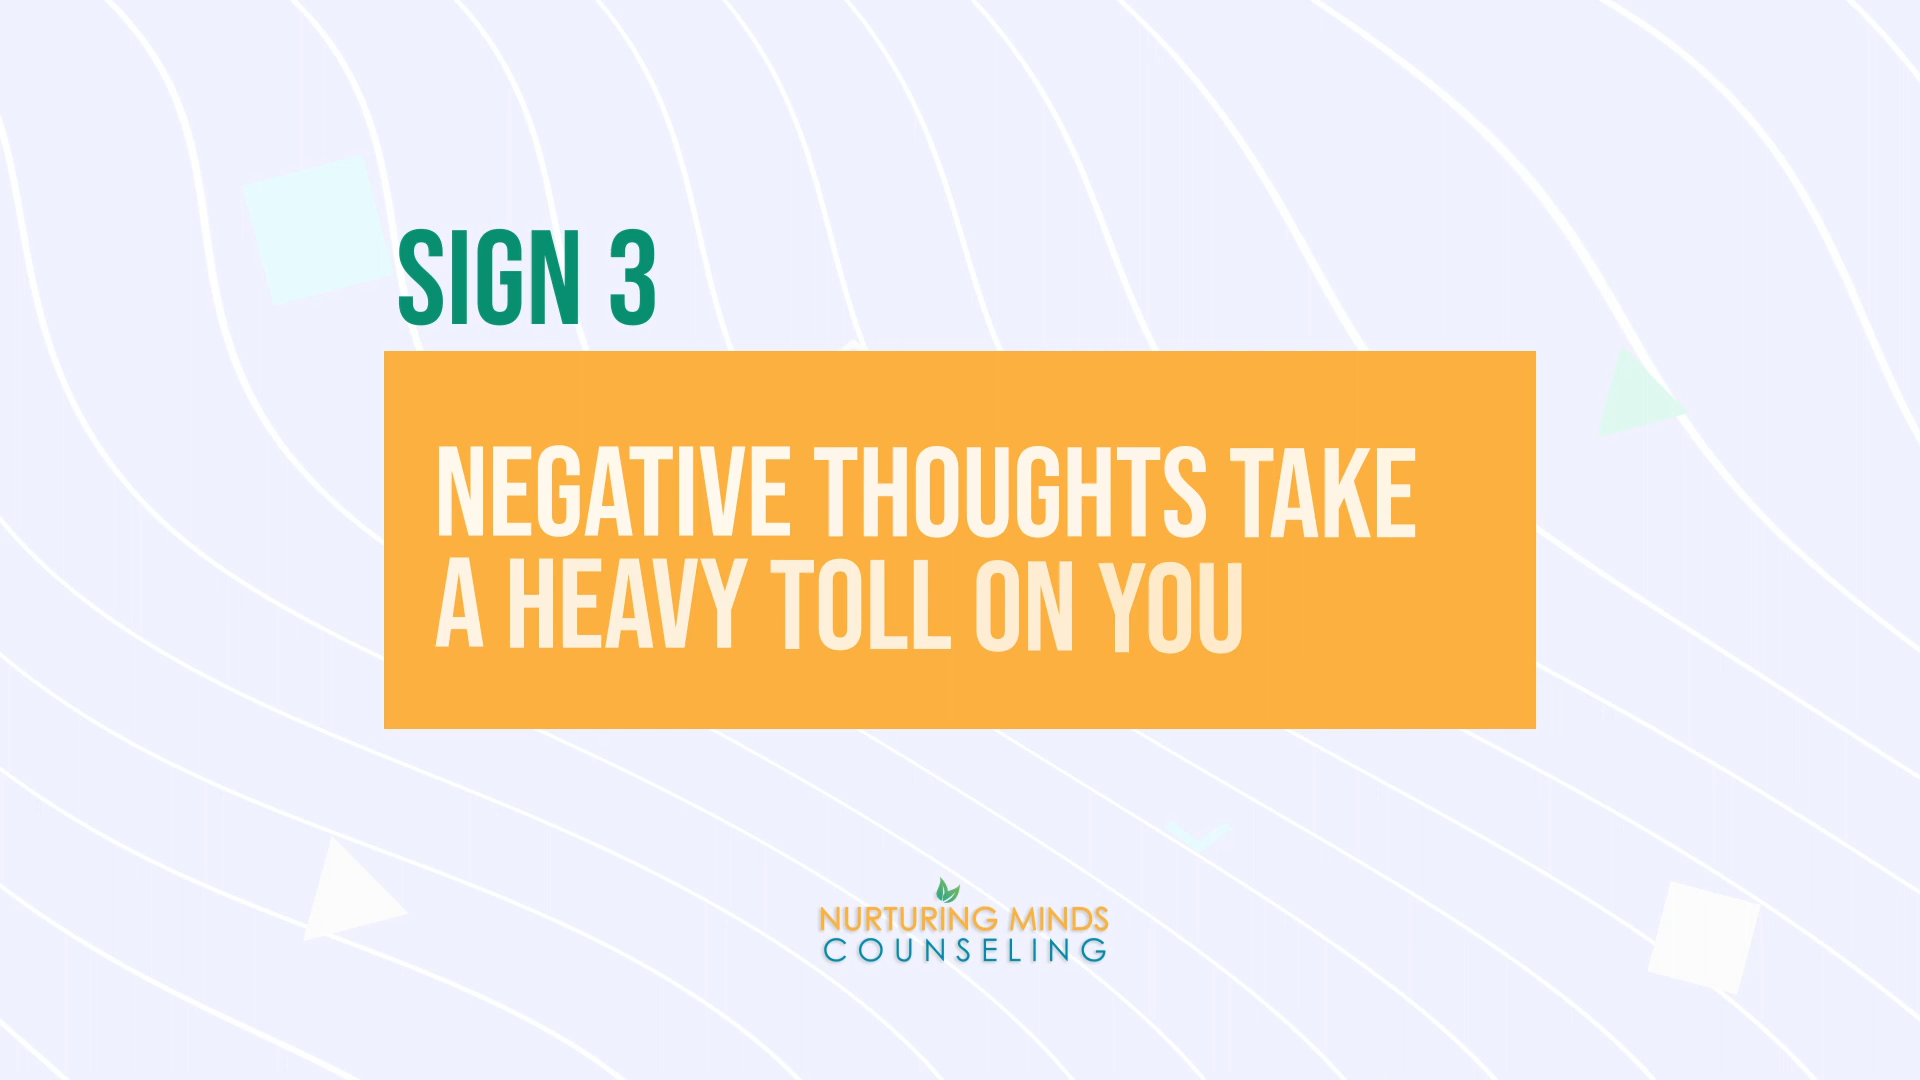 SIGN 3
NEGATIVE THOUGHTS TAKE
A HEAVY TOLL ON YOU
NURTURING MINDS
COUNSELING